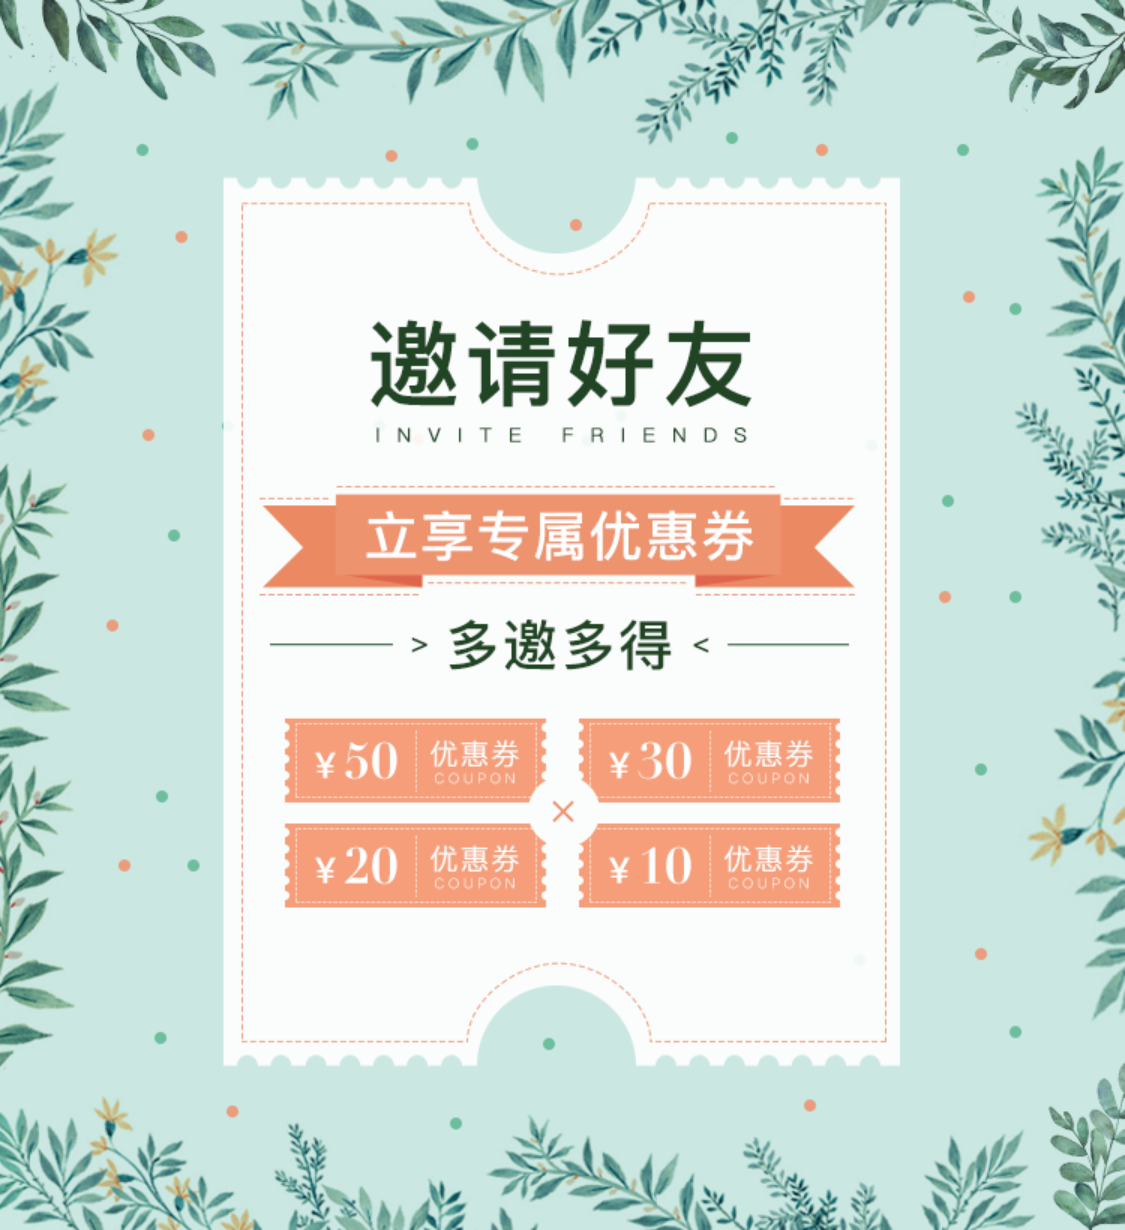 邀请好友
INVITE FRIENDS
立享专属优惠券
> 多邀多得 <
¥50 优惠券
COUPON
¥30 优惠券
COUPON
¥20 优惠券
COUPON
¥10 优惠券
COUPON